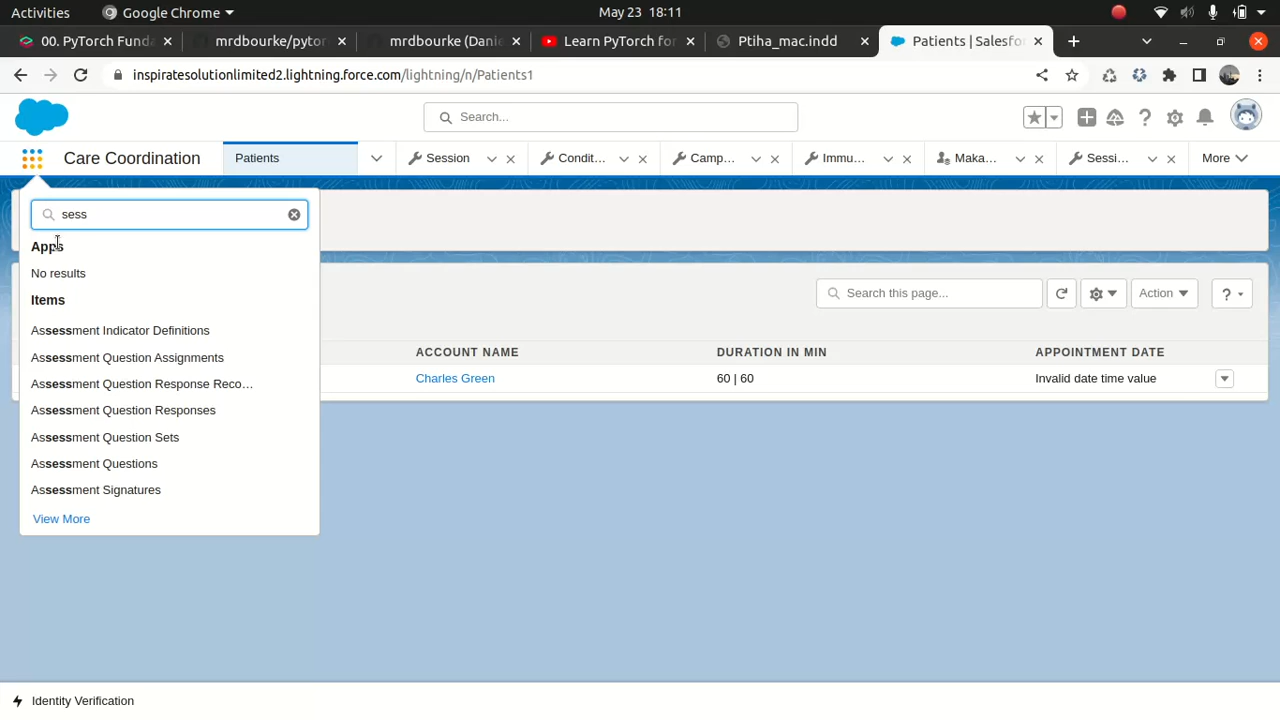 Activities
Google Chrome
May 23 18:11
00. PyTorch Funda
mrdbourke/pytor
mrdbourke (Danie
Learn PyTorch for
Ptiha_mac.indd
Patients | Salesfo
inspiratesolutionlimited2.lightning.force.com/lightning/n/Patients1
Search...
Care Coordination
Patients
Session
Condit...
Camp...
Immu...
Maka...
Sessi...
More
sess
Apps
No results
Items
Assessment Indicator Definitions
Assessment Question Assignments
Assessment Question Response Reco...
Assessment Question Responses
Assessment Question Sets
Assessment Questions
Assessment Signatures
View More
Search this page...
Action
?
ACCOUNT NAME
DURATION IN MIN
APPOINTMENT DATE
Charles Green
60 | 60
Invalid date time value
Identity Verification